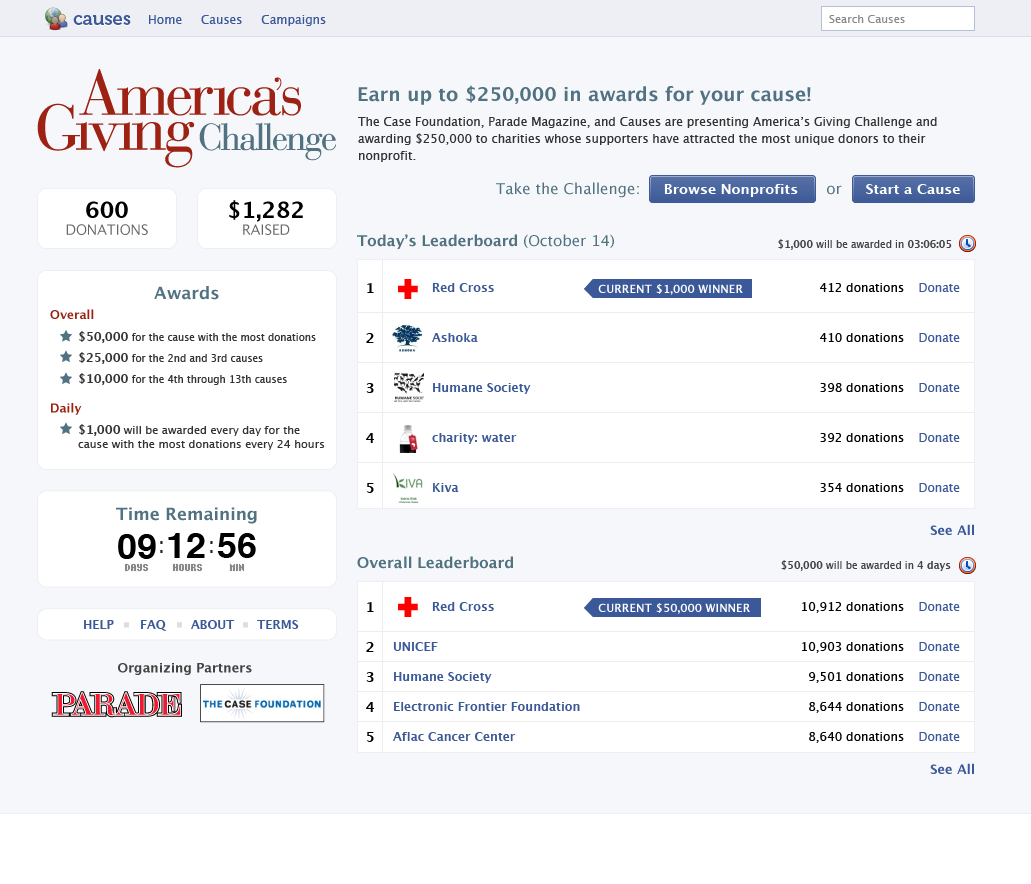 causes Home Causes Campaigns Search Causes
America's
Giving Challenge
600
DONATIONS
$1,282
RAISED
Awards
Overall
$50,000 for the cause with the most donations
$25,000 for the 2nd and 3rd causes
$10,000 for the 4th through 13th causes
Daily
$1,000 will be awarded every day for the
cause with the most donations every 24 hours
Time Remaining
09:12:56
DAYS HOURS MIN
HELP FAQ ABOUT TERMS
Organizing Partners
PARADE THE CASE FOUNDATION
Earn up to $250,000 in awards for your cause!
The Case Foundation, Parade Magazine, and Causes are presenting America's Giving Challenge and
awarding $250,000 to charities whose supporters have attracted the most unique donors to their
nonprofit.
Take the Challenge: Browse Nonprofits or Start a Cause
Today's Leaderboard (October 14) $1,000 will be awarded in 03:06:05
1 Red Cross CURRENT $1,000 WINNER 412 donations Donate
2 ASHOKA Ashoka 410 donations Donate
3 Humane Society 398 donations Donate
4 charity: water 392 donations Donate
5 KIVA Kiva 354 donations Donate
See All
Overall Leaderboard $50,000 will be awarded in 4 days
1 Red Cross CURRENT $50,000 WINNER 10,912 donations Donate
2 UNICEF 10,903 donations Donate
3 Humane Society 9,501 donations Donate
4 Electronic Frontier Foundation 8,644 donations Donate
5 Aflac Cancer Center 8,640 donations Donate
See All